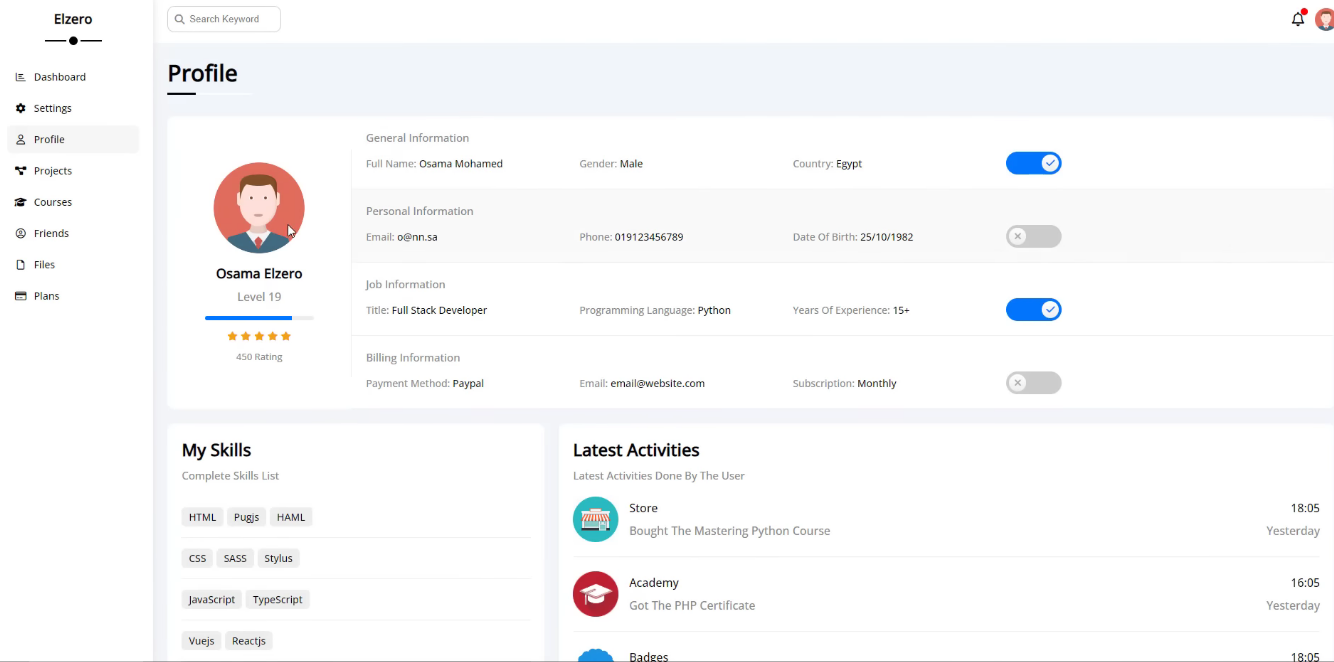 Elzero
Search Keyword
Dashboard
Settings
Profile
Projects
Courses
Friends
Files
Plans
Profile
Osama Elzero
Level 19
450 Rating
General Information
Full Name: Osama Mohamed Gender: Male Country: Egypt
Personal Information
Email: o@nn.sa Phone: 019123456789 Date Of Birth: 25/10/1982
Job Information
Title: Full Stack Developer Programming Language: Python Years Of Experience: 15+
Billing Information
Payment Method: Paypal Email: email@website.com Subscription: Monthly
My Skills
Complete Skills List
HTML Pugjs HAML
CSS SASS Stylus
JavaScript TypeScript
Vuejs Reactjs
Latest Activities
Latest Activities Done By The User
Store 18:05
Bought The Mastering Python Course Yesterday
Academy 16:05
Got The PHP Certificate Yesterday
Badges 18:05